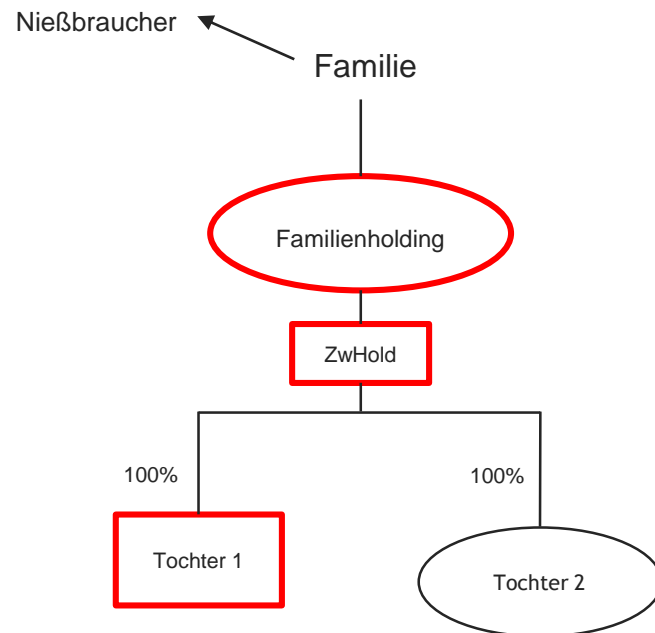 Nießbraucher
Familie
Familienholding
ZwHold
100%
100%
Tochter 1
Tochter 2